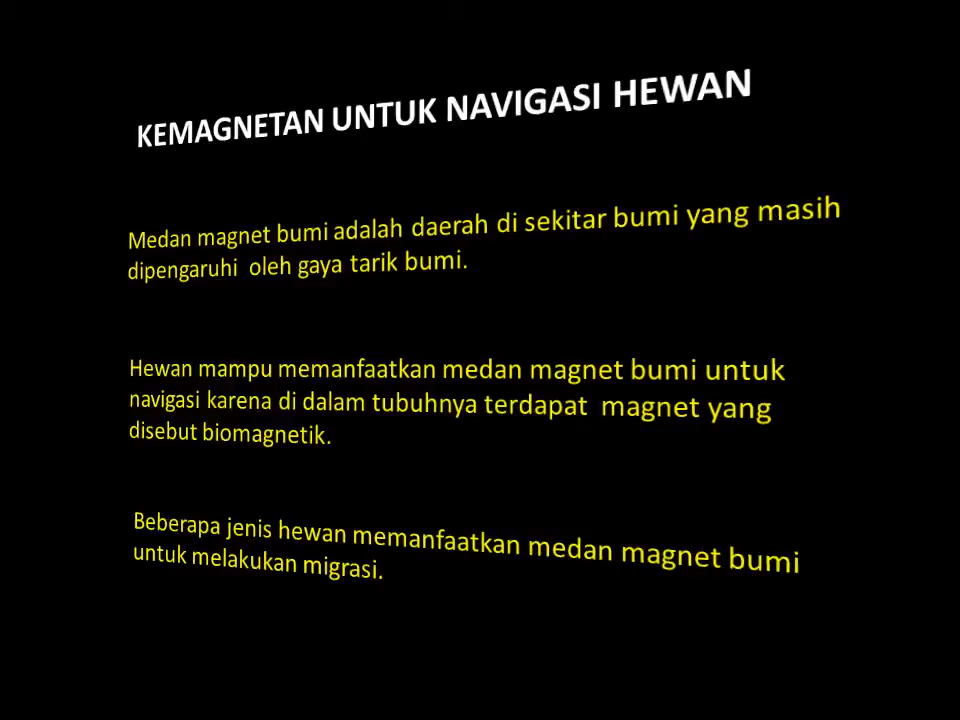 KEMAGNETAN UNTUK NAVIGASI HEWAN
Medan magnet bumi adalah daerah di sekitar bumi yang masih
dipengaruhi oleh gaya tarik bumi.
Hewan mampu memanfaatkan medan magnet bumi untuk
navigasi karena di dalam tubuhnya terdapat magnet yang
disebut biomagnetik.
Beberapa jenis hewan memanfaatkan medan magnet bumi
untuk melakukan migrasi.